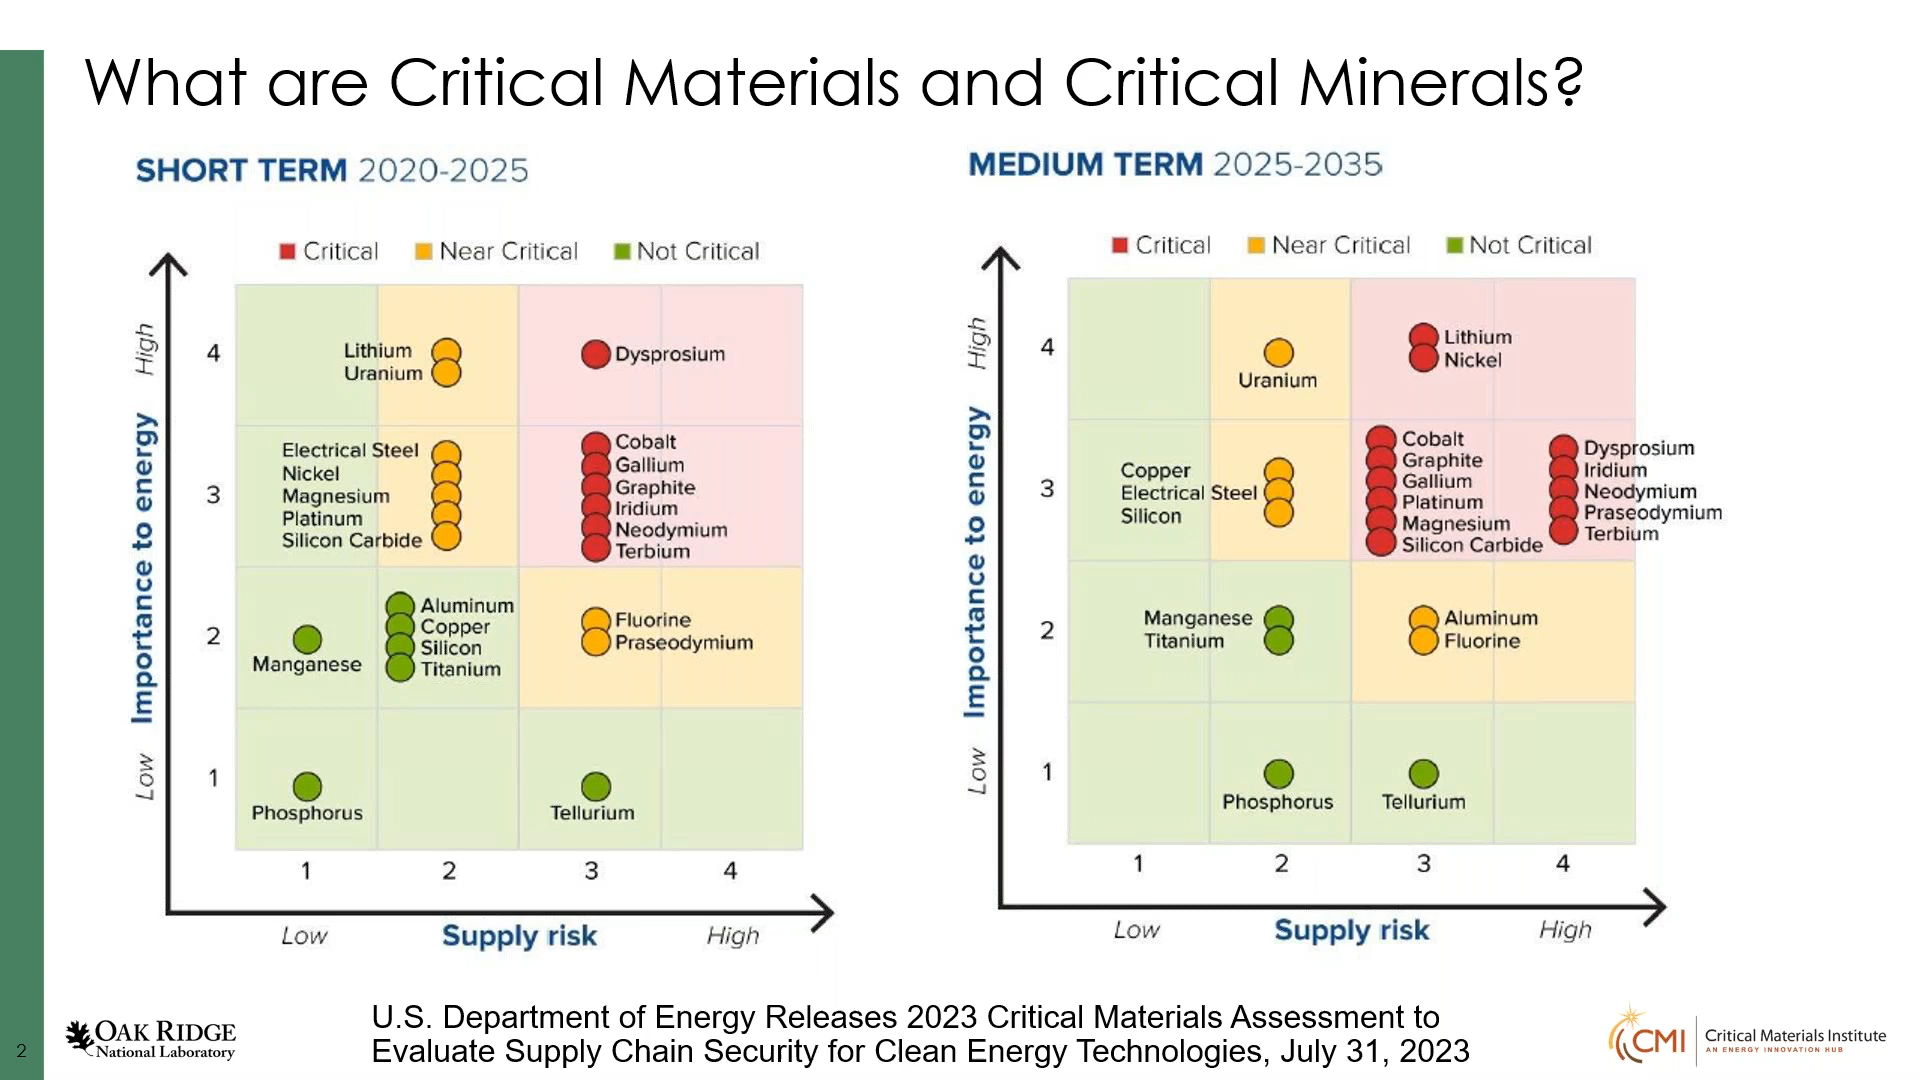 What are Critical Materials and Critical Minerals?
SHORT TERM 2020-2025
Critical
Near Critical
Not Critical
High
Importance to energy
Low
4
3
2
1
Lithium
Uranium
Dysprosium
Electrical Steel
Nickel
Magnesium
Platinum
Silicon Carbide
Cobalt
Gallium
Graphite
Iridium
Neodymium
Terbium
Manganese
Aluminum
Copper
Silicon
Titanium
Fluorine
Praseodymium
Phosphorus
Tellurium
1
2
3
4
Low
Supply risk
High
MEDIUM TERM 2025-2035
Critical
Near Critical
Not Critical
High
Importance to energy
Low
4
3
2
1
Uranium
Lithium
Nickel
Copper
Electrical Steel
Silicon
Cobalt
Graphite
Gallium
Platinum
Magnesium
Silicon Carbide
Dysprosium
Iridium
Neodymium
Praseodymium
Terbium
Manganese
Titanium
Aluminum
Fluorine
Phosphorus
Tellurium
1
2
3
4
Low
Supply risk
High
2
OAK RIDGE
National Laboratory
U.S. Department of Energy Releases 2023 Critical Materials Assessment to
Evaluate Supply Chain Security for Clean Energy Technologies, July 31, 2023
CMI
Critical Materials Institute
AN ENERGY INNOVATION HUB